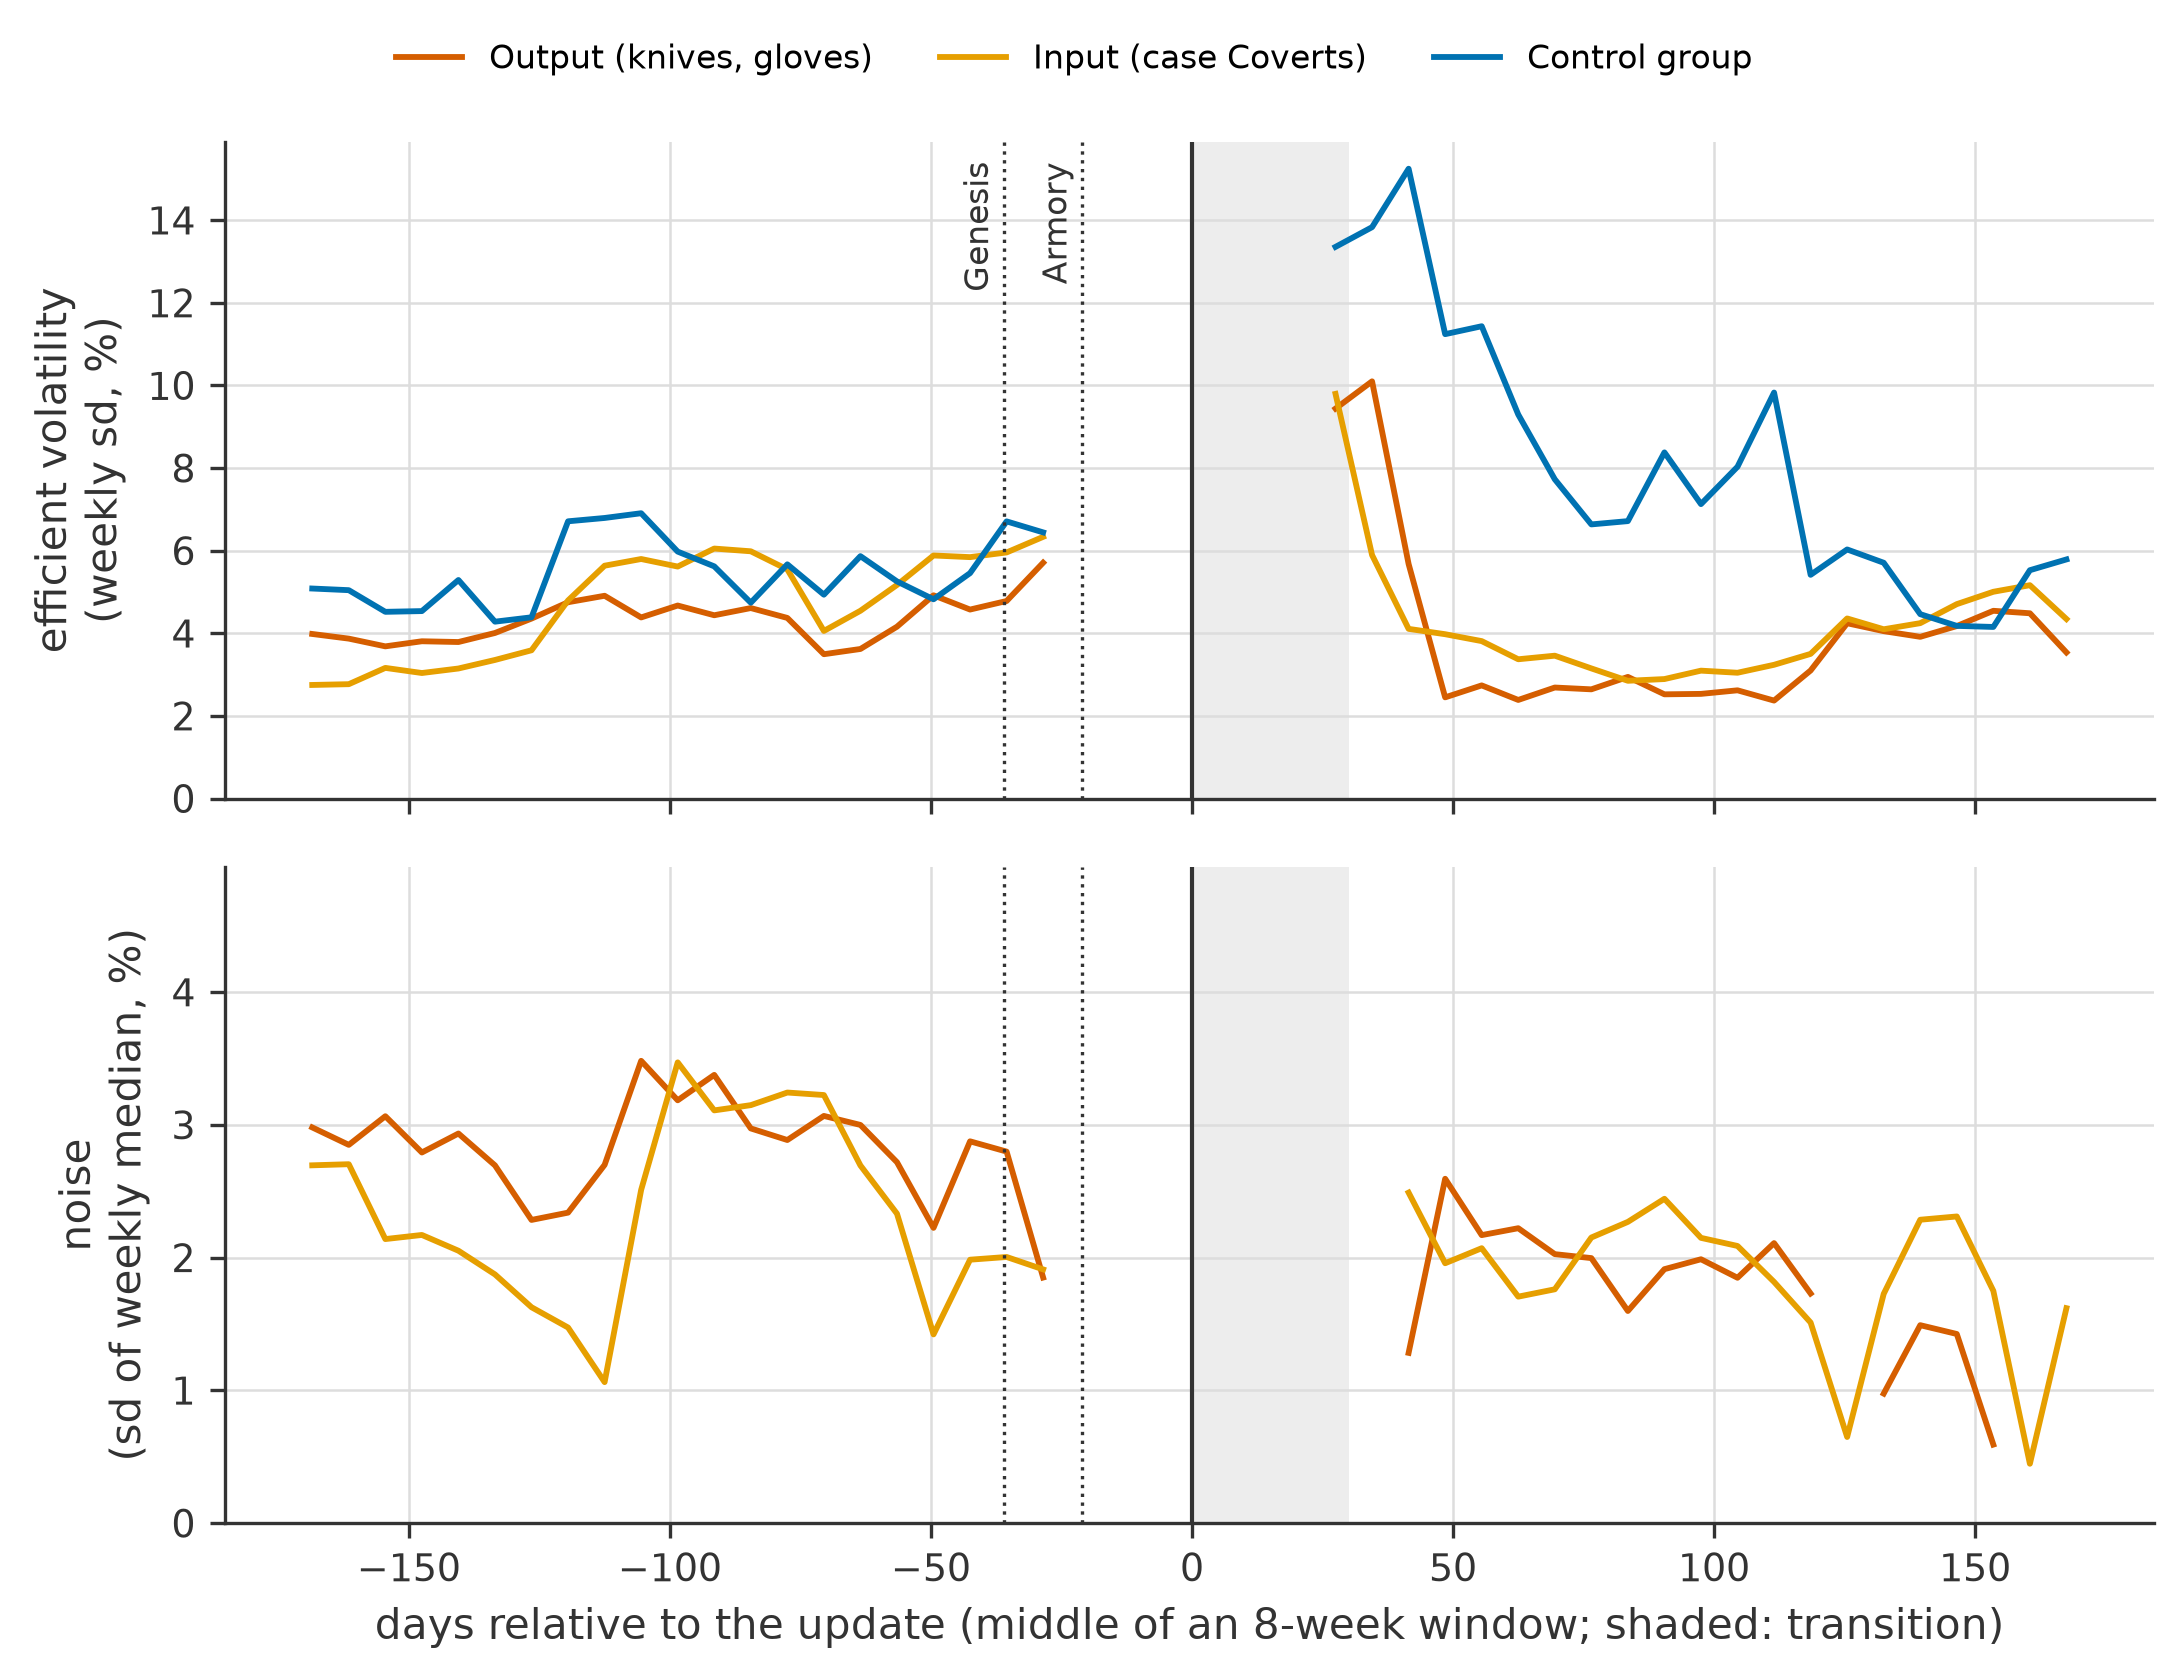 Output (knives, gloves)
Input (case Coverts)
Control group
efficient volatility
(weekly sd, %)
14
12
10
8
6
4
2
0
Genesis
Armory
noise
(sd of weekly median, %)
4
3
2
1
0
−150
−100
−50
0
50
100
150
days relative to the update (middle of an 8-week window; shaded: transition)